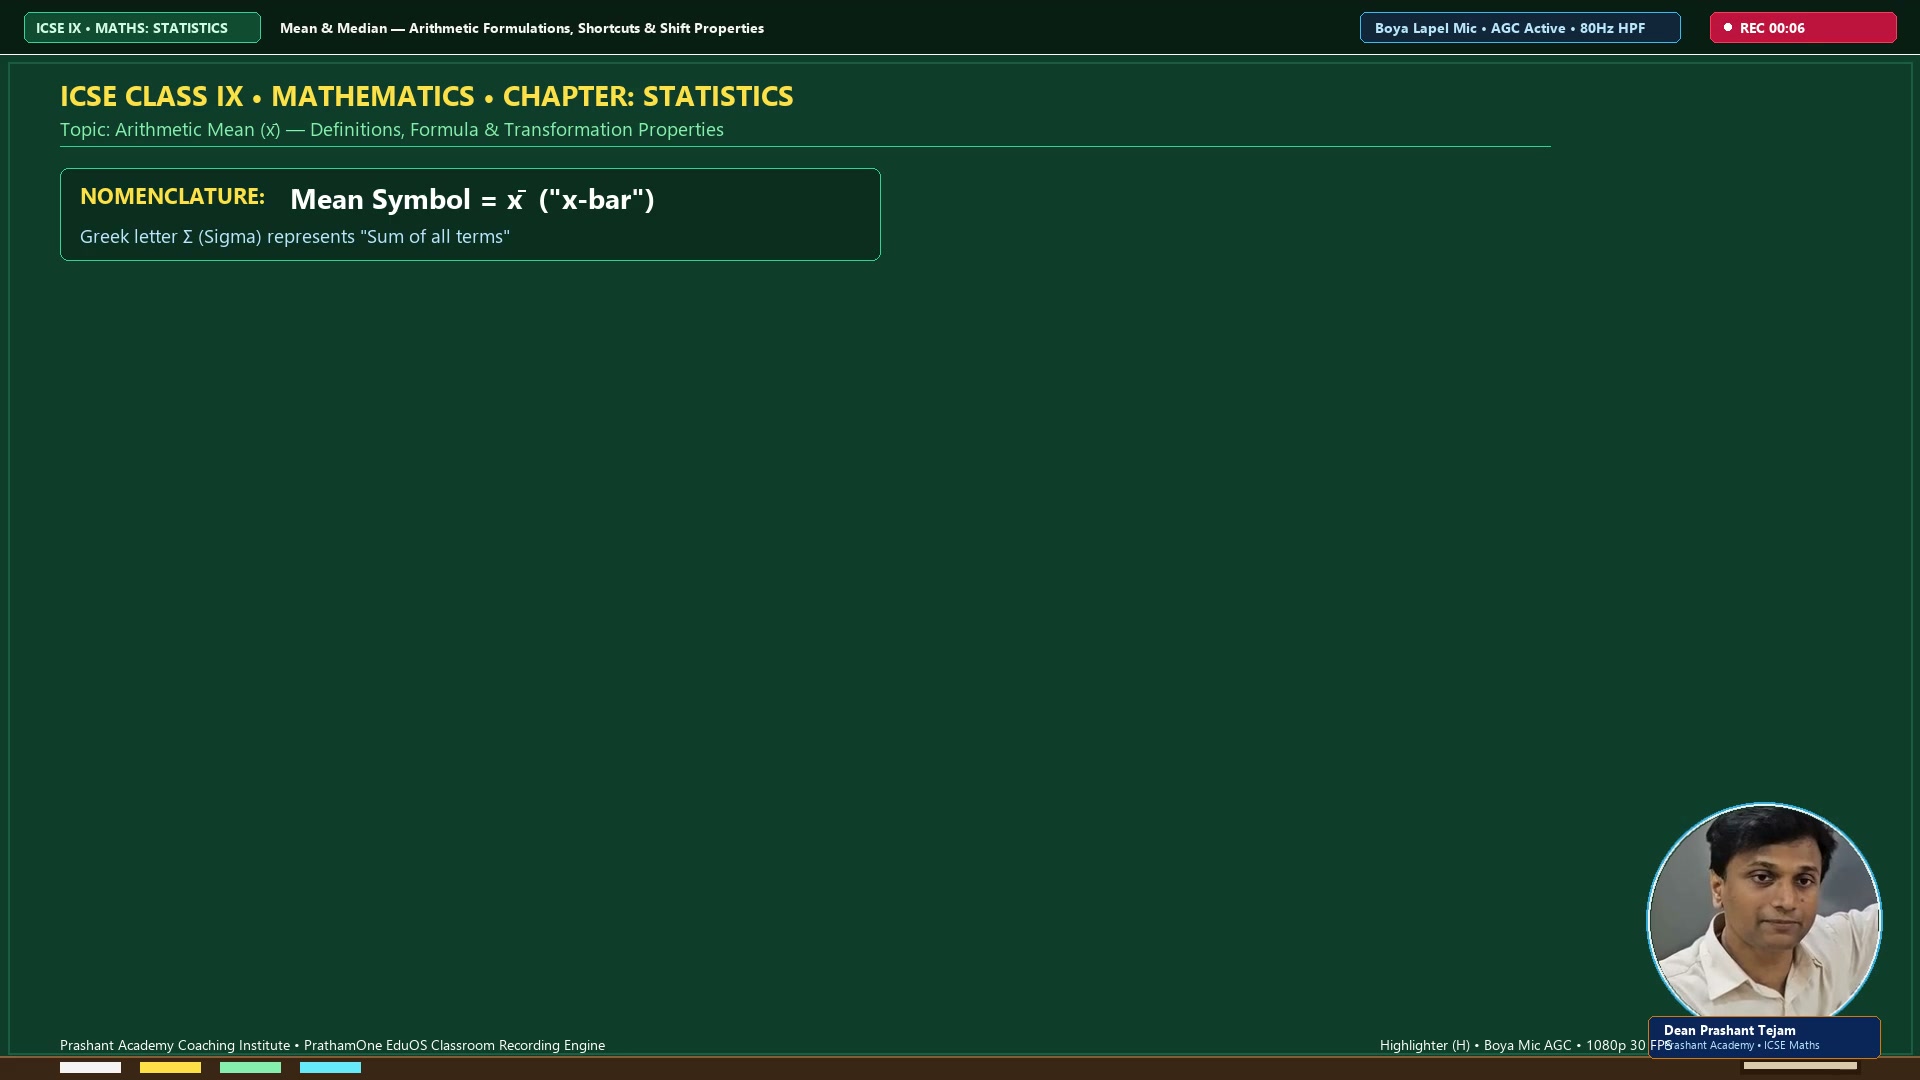 ICSE IX • MATHS: STATISTICS
Mean & Median — Arithmetic Formulations, Shortcuts & Shift Properties
Boya Lapel Mic • AGC Active • 80Hz HPF
REC 00:06
ICSE CLASS IX • MATHEMATICS • CHAPTER: STATISTICS
Topic: Arithmetic Mean (x̄) — Definitions, Formula & Transformation Properties
NOMENCLATURE: Mean Symbol = x̄ ("x-bar")
Greek letter Σ (Sigma) represents "Sum of all terms"
Dean Prashant Tejam
Prashant Academy • ICSE Maths
Prashant Academy Coaching Institute • PrathamOne EduOS Classroom Recording Engine
Highlighter (H) • Boya Mic AGC • 1080p 30 FPS